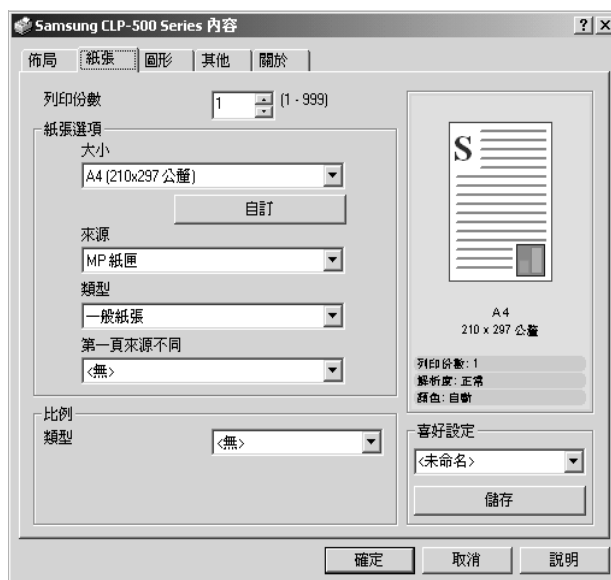 Samsung CLP-500 Series 內容
佈局 紙張 圖形 其他 關於
列印份數 1 (1 - 999)
紙張選項
大小
A4 (210x297 公釐)
自訂
來源
MP 紙匣
類型
一般紙張
第一頁來源不同
<無>
比例
類型 <無>
S
A4
210 x 297 公釐
列印份數: 1
解析度: 正常
顏色: 自動
喜好設定
<未命名>
儲存
確定 取消 說明